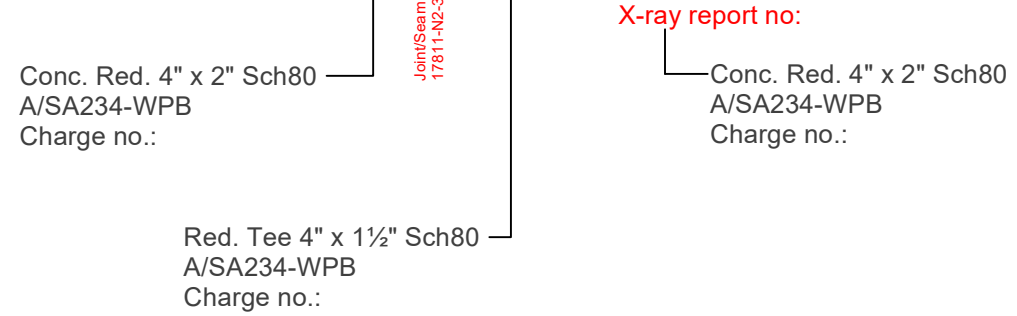 X-ray report no:
Joint/Seam
17811-N2-3
Conc. Red. 4" x 2" Sch80
A/SA234-WPB
Charge no.:
Conc. Red. 4" x 2" Sch80
A/SA234-WPB
Charge no.:
Red. Tee 4" x 1½" Sch80
A/SA234-WPB
Charge no.: